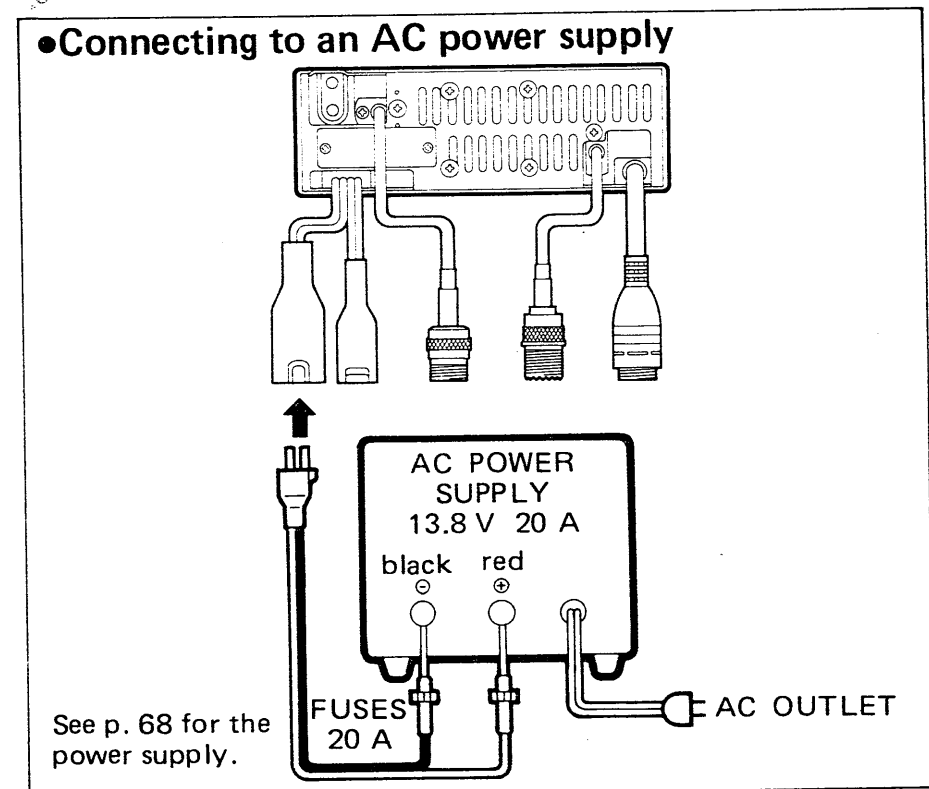 ●Connecting to an AC power supply
AC POWER
SUPPLY
13.8 V 20 A
black red
⊖ ⊕
FUSES
20 A
AC OUTLET
See p. 68 for the
power supply.